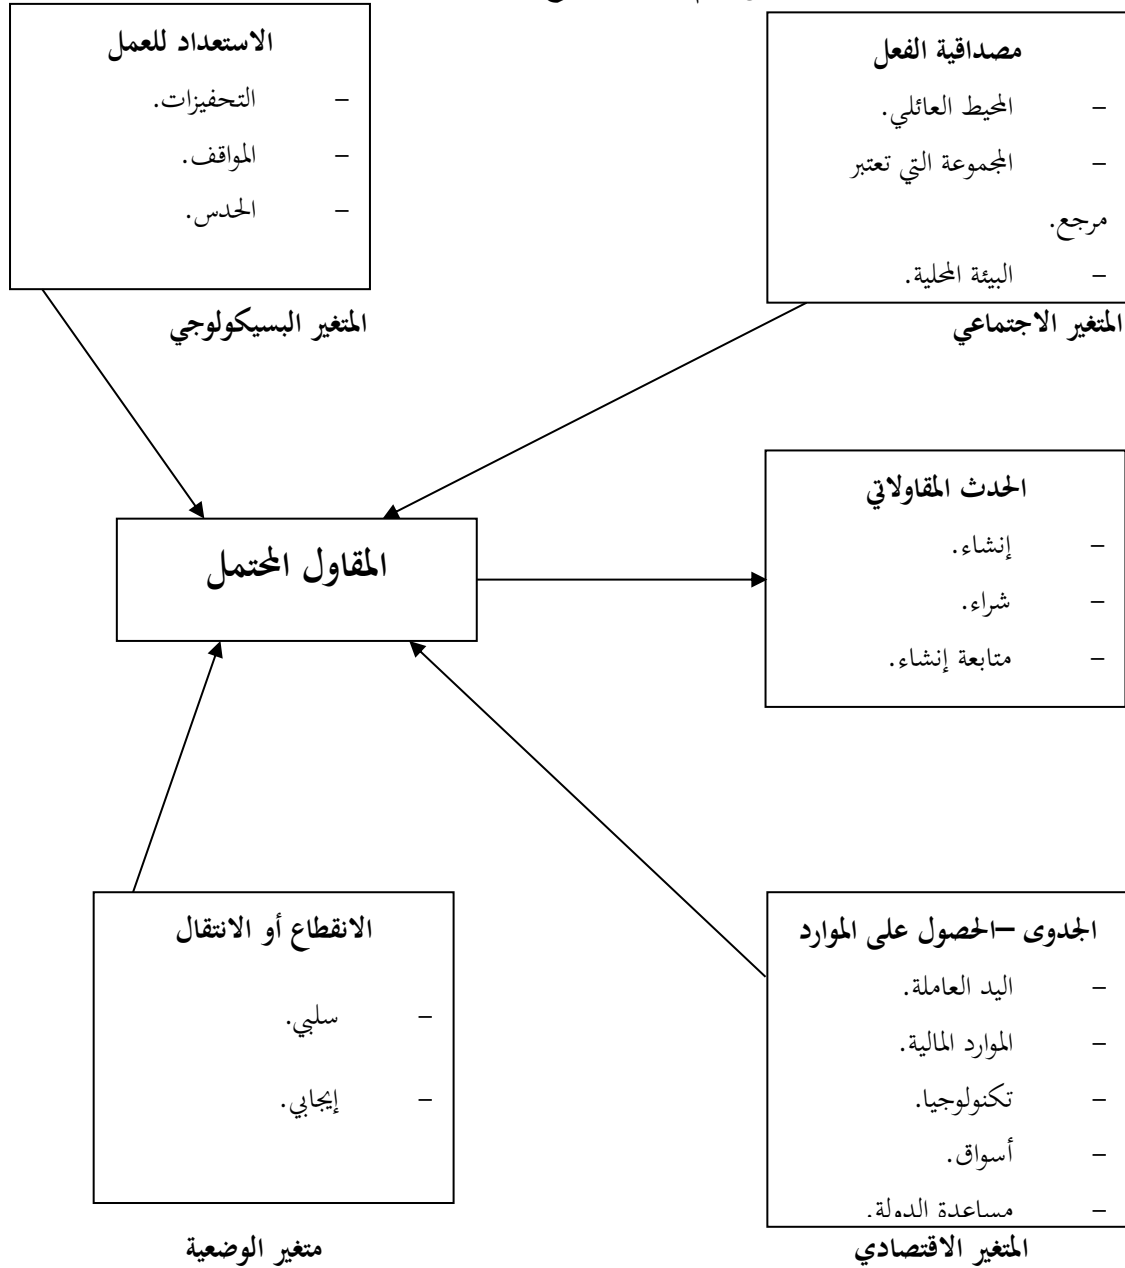 مصداقية الفعل
– المحيط العائلي.
– المجموعة التي تعتبر
مرجع.
– البيئة المحلية.
المتغير الاجتماعي
الاستعداد للعمل
– التحفيزات.
– المواقف.
– الحدس.
المتغير البسيكولوجي
الحدث المقاولاتي
– إنشاء.
– شراء.
– متابعة إنشاء.
المقاول المحتمل
الجدوى –الحصول على الموارد
– اليد العاملة.
– الموارد المالية.
– تكنولوجيا.
– أسواق.
– مساعدة الدولة.
المتغير الاقتصادي
الانقطاع أو الانتقال
– سلبي.
– إيجابي.
متغير الوضعية